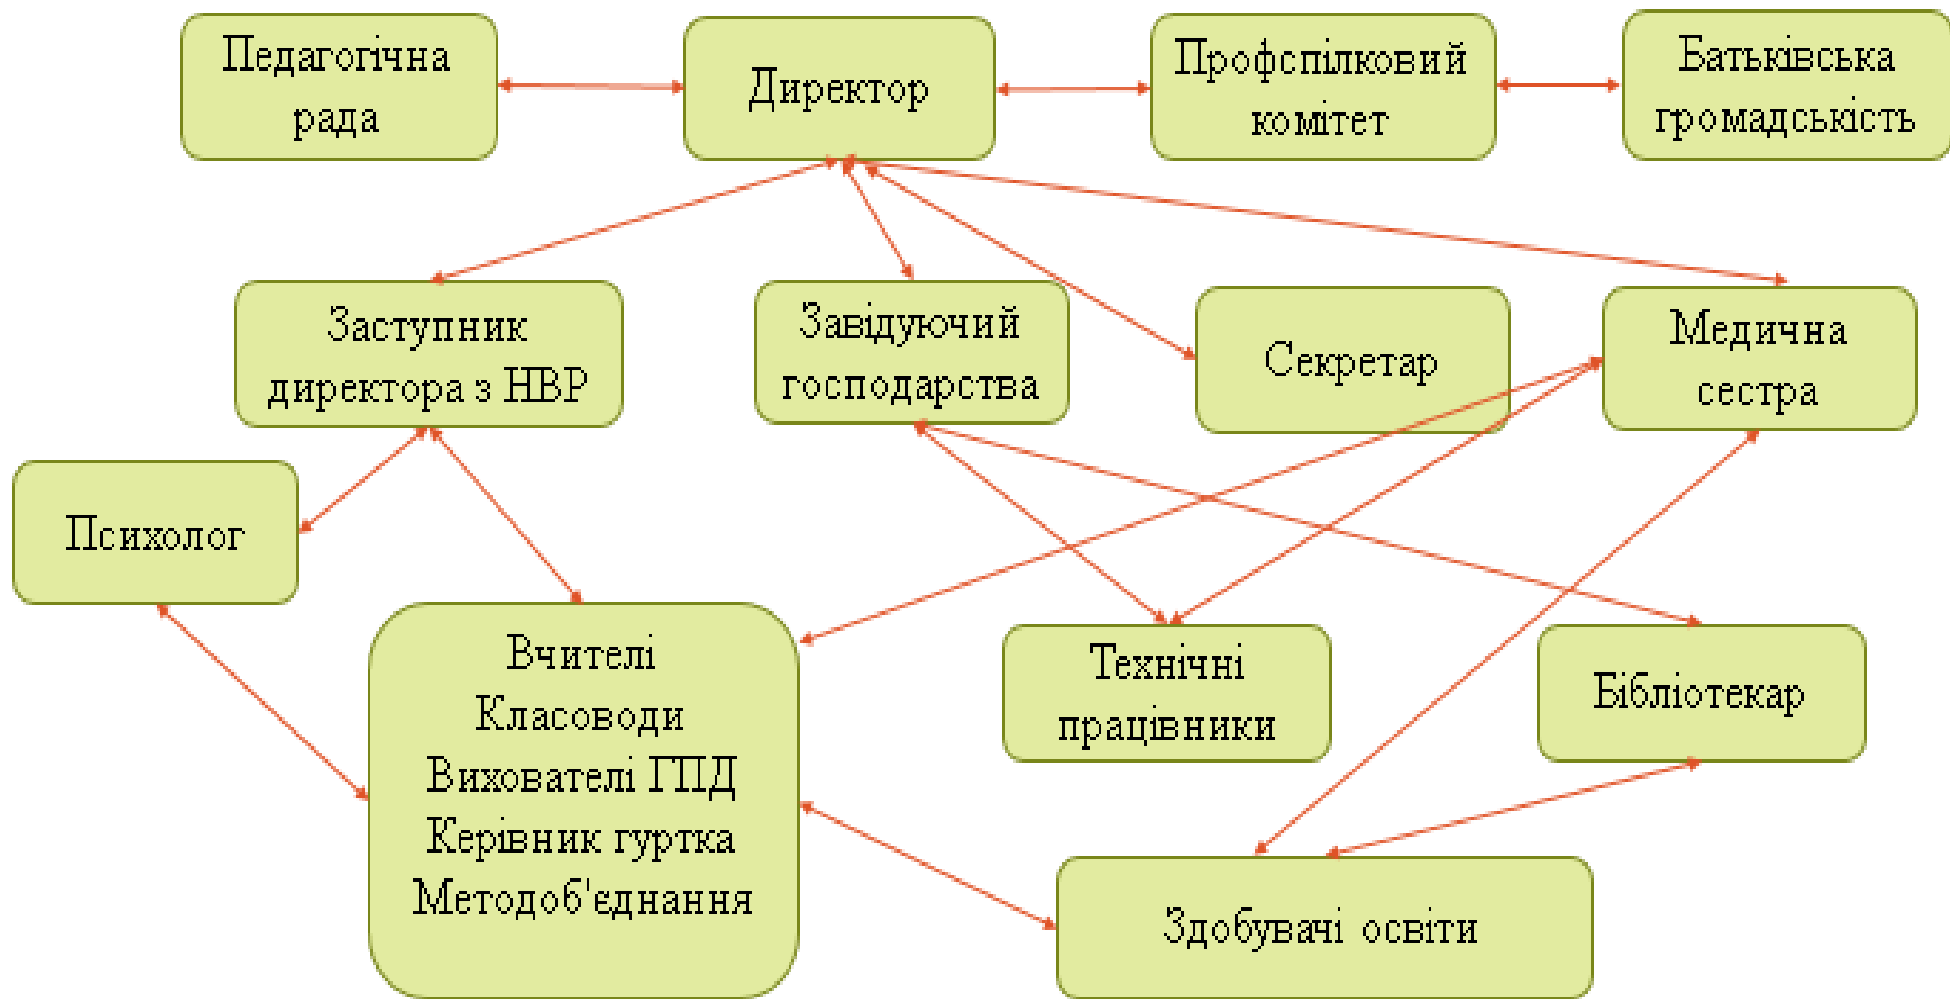 Педагогічна
рада
Директор
Профспілковий
комітет
Батьківська
громадськість
Заступник
директора з НВР
Завідуючий
господарства
Секретар
Медична
сестра
Психолог
Вчителі
Класоводи
Вихователі ГПД
Керівник гуртка
Методоб'єднання
Технічні
працівники
Бібліотекар
Здобувачі освіти